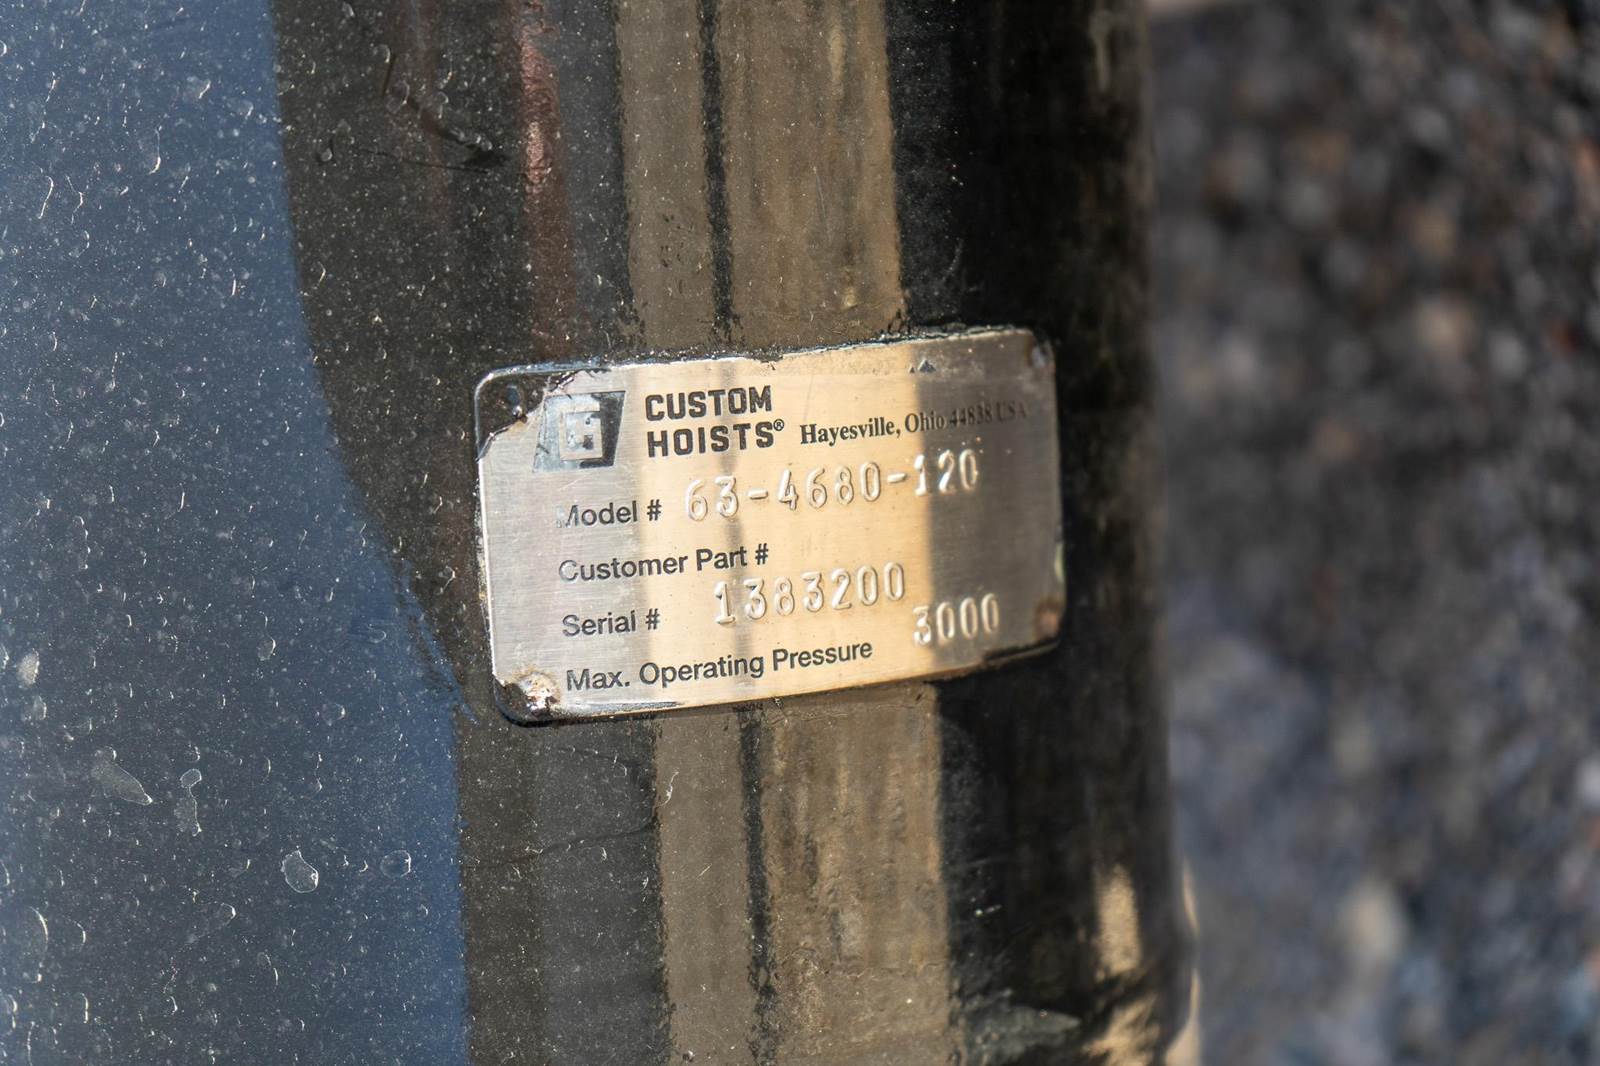 CUSTOM
HOISTS® Hayesville, Ohio 44838 USA
Model # 63-4680-120
Customer Part #
Serial # 1383200
Max. Operating Pressure 3000